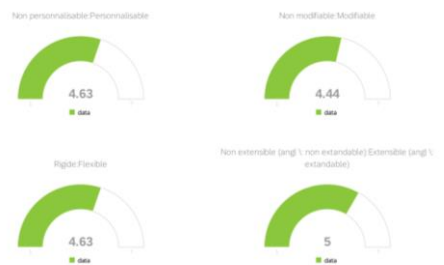 Non personnalisable:Personnalisable
Non modifiable:Modifiable
4.63
4.44
data
data
Rigide:Flexible
Non extensible (angl \: non extandable):Extensible (angl \:
extandable)
4.63
5
data
data